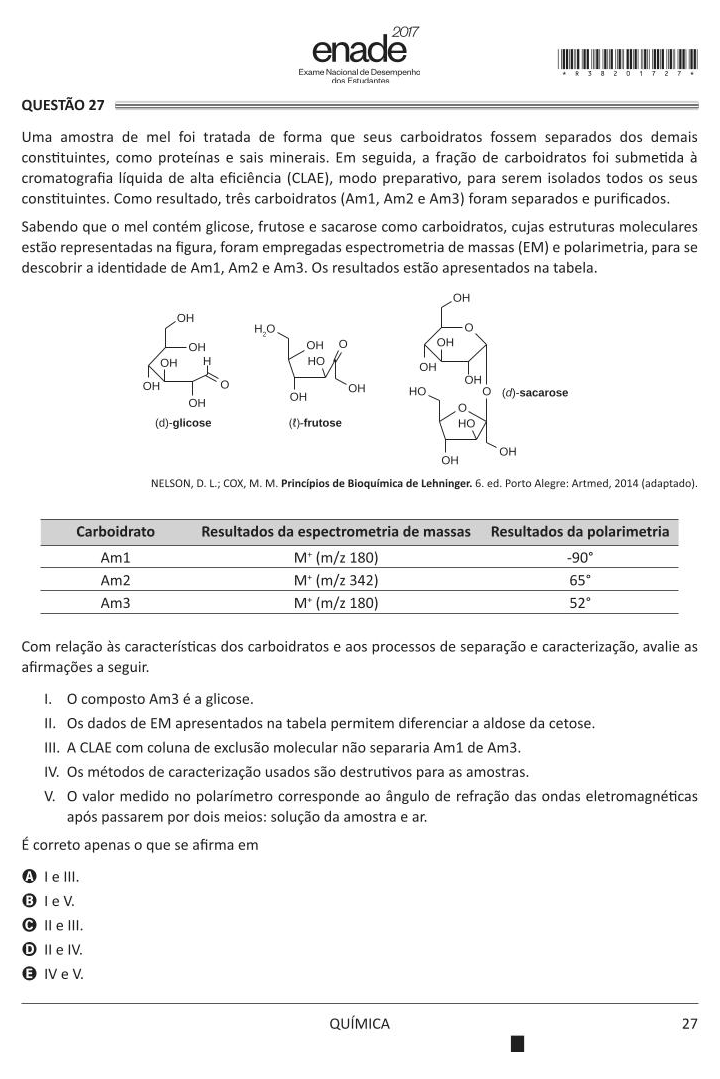 2017
enade
Exame Nacional de Desempenho
dos Estudantes
* R 3 8 2 0 1 7 2 7 *
QUESTÃO 27
Uma amostra de mel foi tratada de forma que seus carboidratos fossem separados dos demais
constituintes, como proteínas e sais minerais. Em seguida, a fração de carboidratos foi submetida à
cromatografia líquida de alta eficiência (CLAE), modo preparativo, para serem isolados todos os seus
constituintes. Como resultado, três carboidratos (Am1, Am2 e Am3) foram separados e purificados.
Sabendo que o mel contém glicose, frutose e sacarose como carboidratos, cujas estruturas moleculares
estão representadas na figura, foram empregadas espectrometria de massas (EM) e polarimetria, para se
descobrir a identidade de Am1, Am2 e Am3. Os resultados estão apresentados na tabela.
OH
OH
OH
H
OH
O
OH
(d)-glicose
H₂O
OH
O
HO
OH
OH
(ℓ)-frutose
OH
O
OH
OH
OH
HO
O
(d)-sacarose
O
HO
OH
OH
NELSON, D. L.; COX, M. M. Princípios de Bioquímica de Lehninger. 6. ed. Porto Alegre: Artmed, 2014 (adaptado).
Carboidrato Resultados da espectrometria de massas Resultados da polarimetria
Am1 M⁺ (m/z 180) -90°
Am2 M⁺ (m/z 342) 65°
Am3 M⁺ (m/z 180) 52°
Com relação às características dos carboidratos e aos processos de separação e caracterização, avalie as
afirmações a seguir.
I. O composto Am3 é a glicose.
II. Os dados de EM apresentados na tabela permitem diferenciar a aldose da cetose.
III. A CLAE com coluna de exclusão molecular não separaria Am1 de Am3.
IV. Os métodos de caracterização usados são destrutivos para as amostras.
V. O valor medido no polarímetro corresponde ao ângulo de refração das ondas eletromagnéticas
após passarem por dois meios: solução da amostra e ar.
É correto apenas o que se afirma em
A I e III.
B I e V.
C II e III.
D II e IV.
E IV e V.
QUÍMICA
27